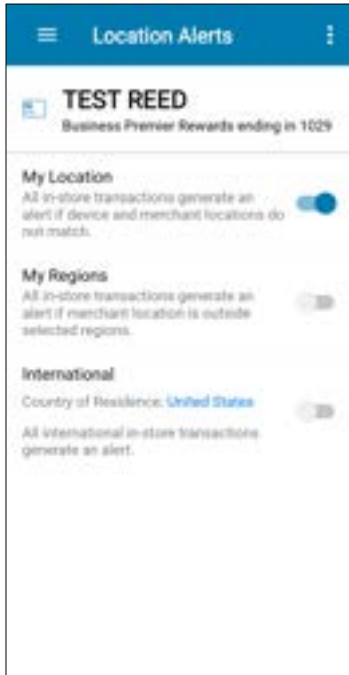 Location Alerts
TEST REED
Business Premier Rewards ending in 1029
My Location
All in-store transactions generate an
alert if device and merchant locations do
not match.
My Regions
All in-store transactions generate an
alert if merchant location is outside
selected regions.
International
Country of Residence: United States
All international in-store transactions
generate an alert.